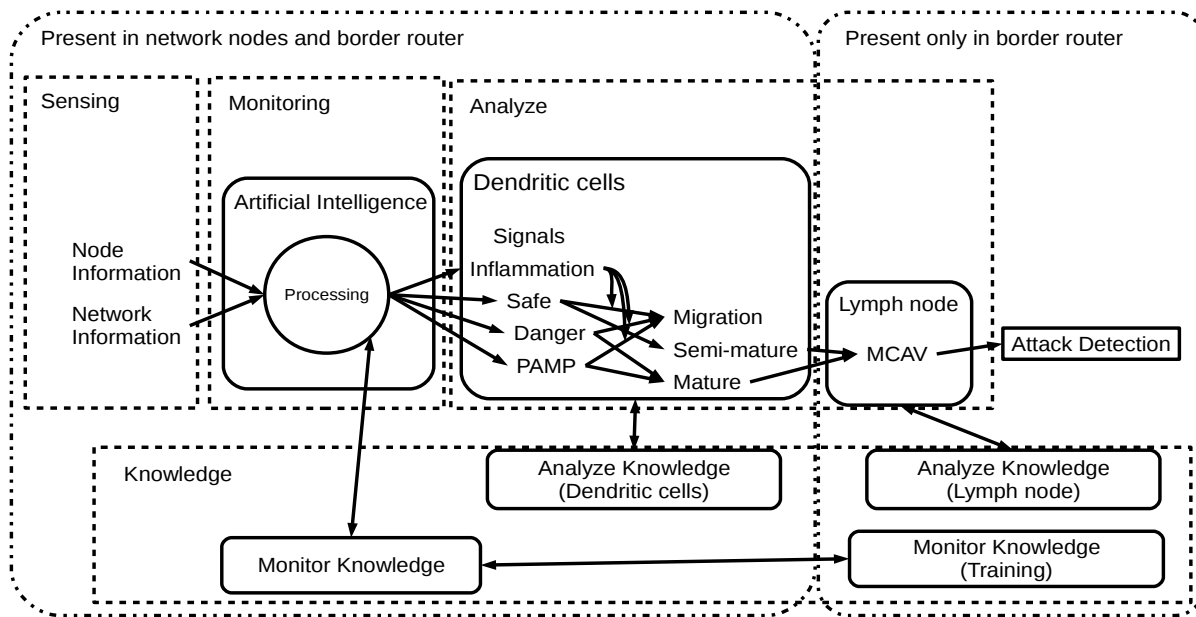 Present in network nodes and border router
Present only in border router
Sensing
Monitoring
Analyze
Artificial Intelligence
Dendritic cells
Node
Information
Network
Information
Processing
Signals
Inflammation
Safe
Danger
PAMP
Migration
Semi-mature
Mature
Lymph node
MCAV
Attack Detection
Knowledge
Analyze Knowledge
(Dendritic cells)
Analyze Knowledge
(Lymph node)
Monitor Knowledge
Monitor Knowledge
(Training)